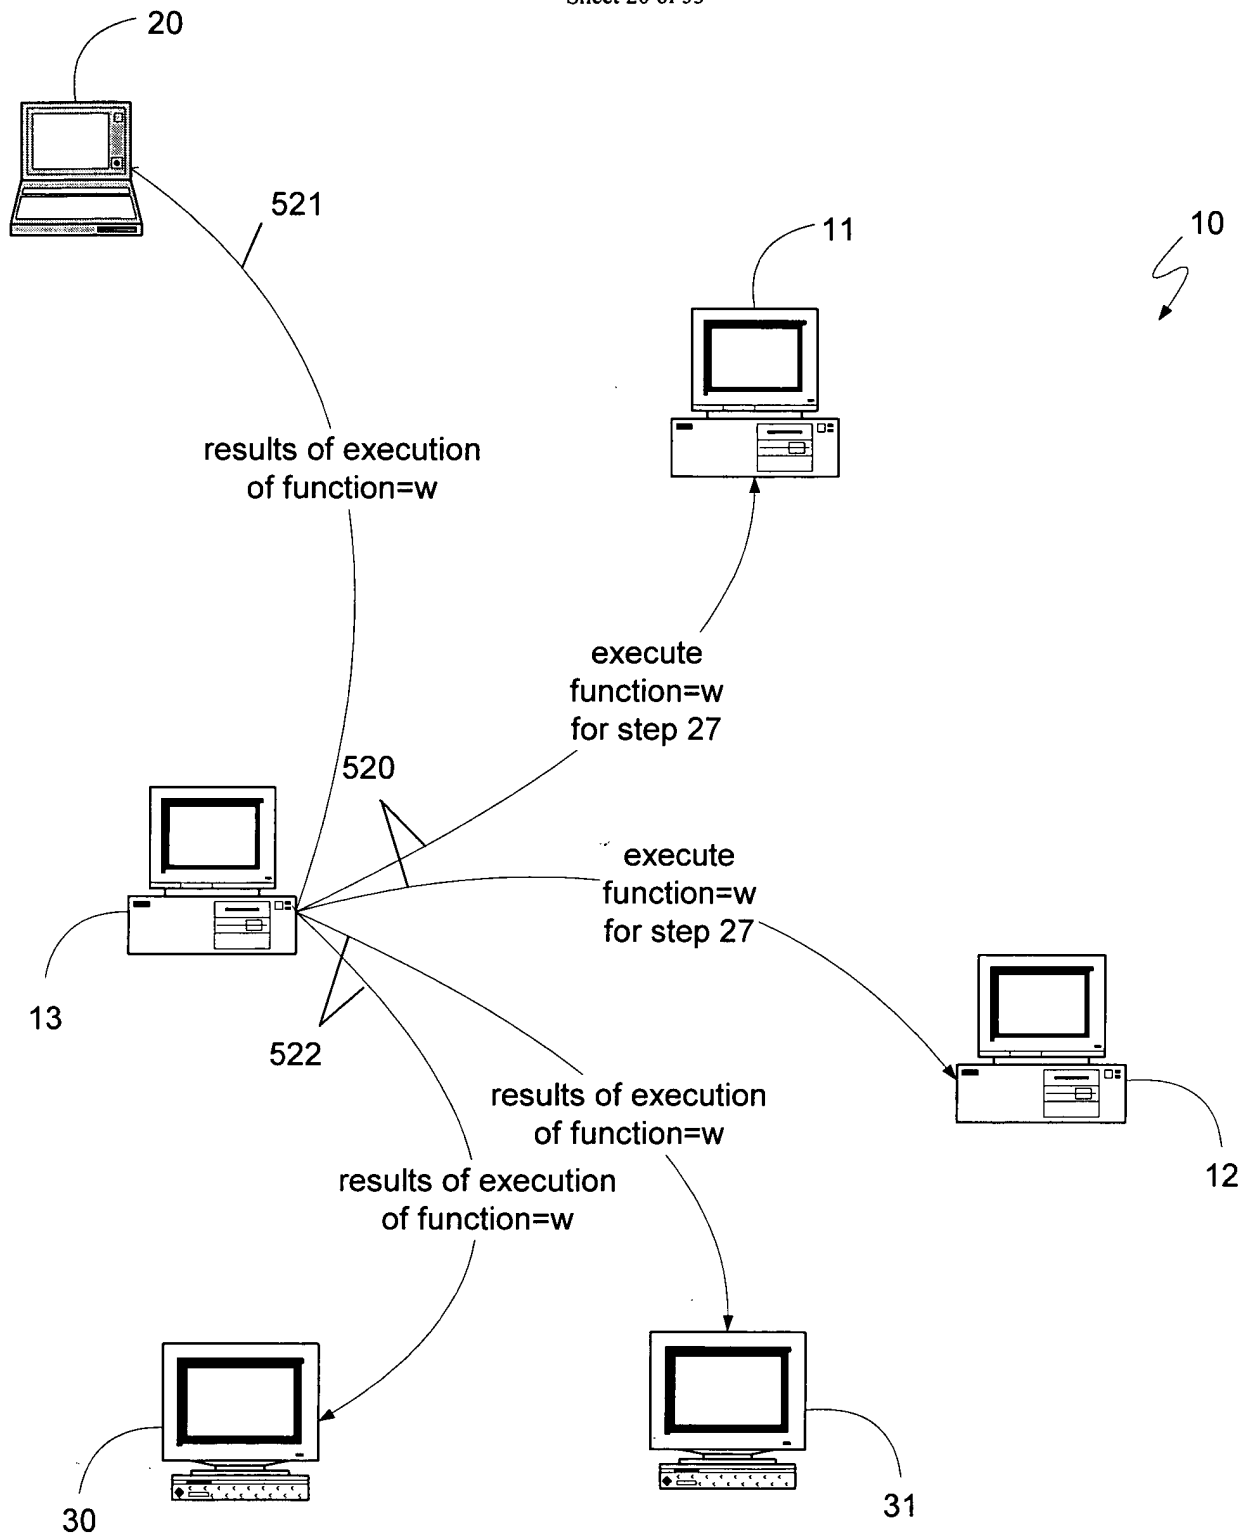 20
521
11
10
results of execution
of function=w
execute
function=w
for step 27
520
execute
function=w
for step 27
13
522
results of execution
of function=w
12
results of execution
of function=w
30
31